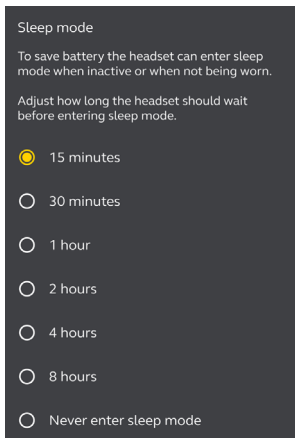 Sleep mode
To save battery the headset can enter sleep
mode when inactive or when not being worn.
Adjust how long the headset should wait
before entering sleep mode.
15 minutes
30 minutes
1 hour
2 hours
4 hours
8 hours
Never enter sleep mode